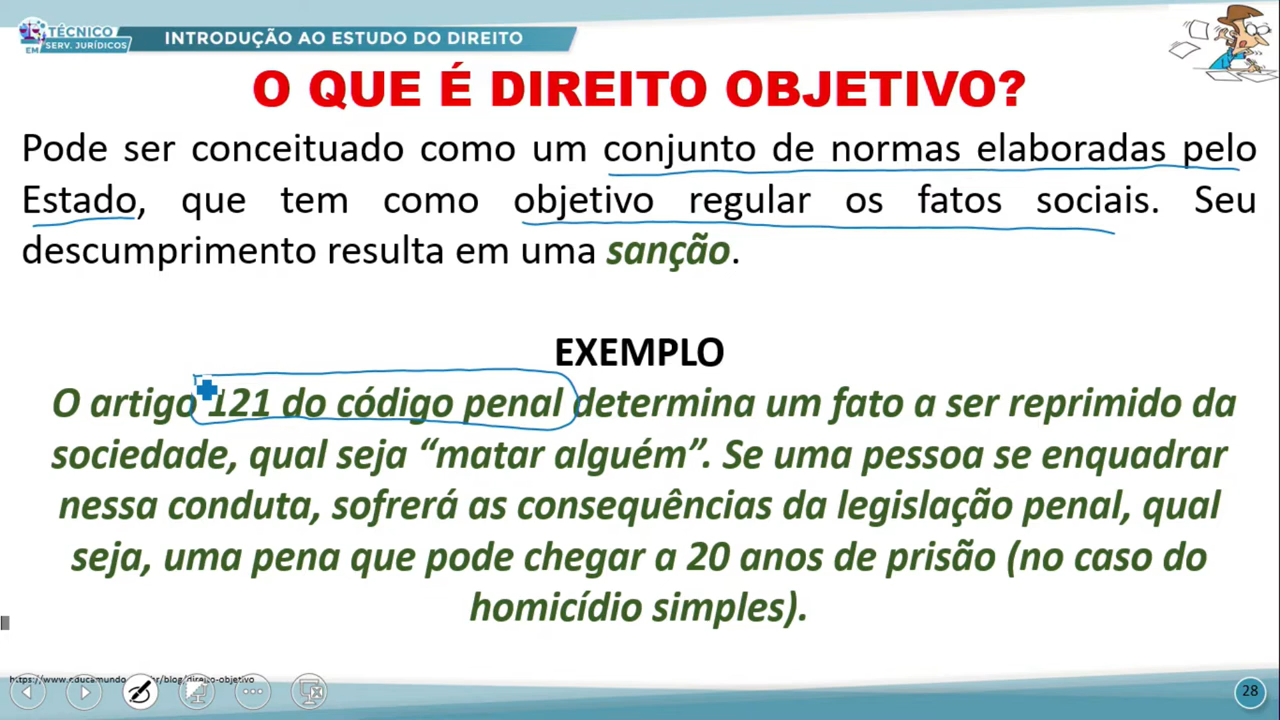 TÉCNICO
EM SERV. JURÍDICOS
INTRODUÇÃO AO ESTUDO DO DIREITO
O QUE É DIREITO OBJETIVO?
Pode ser conceituado como um conjunto de normas elaboradas pelo
Estado, que tem como objetivo regular os fatos sociais. Seu
descumprimento resulta em uma sanção.
EXEMPLO
O artigo 121 do código penal determina um fato a ser reprimido da
sociedade, qual seja “matar alguém”. Se uma pessoa se enquadrar
nessa conduta, sofrerá as consequências da legislação penal, qual
seja, uma pena que pode chegar a 20 anos de prisão (no caso do
homicídio simples).
/blog/direito-objetivo
28